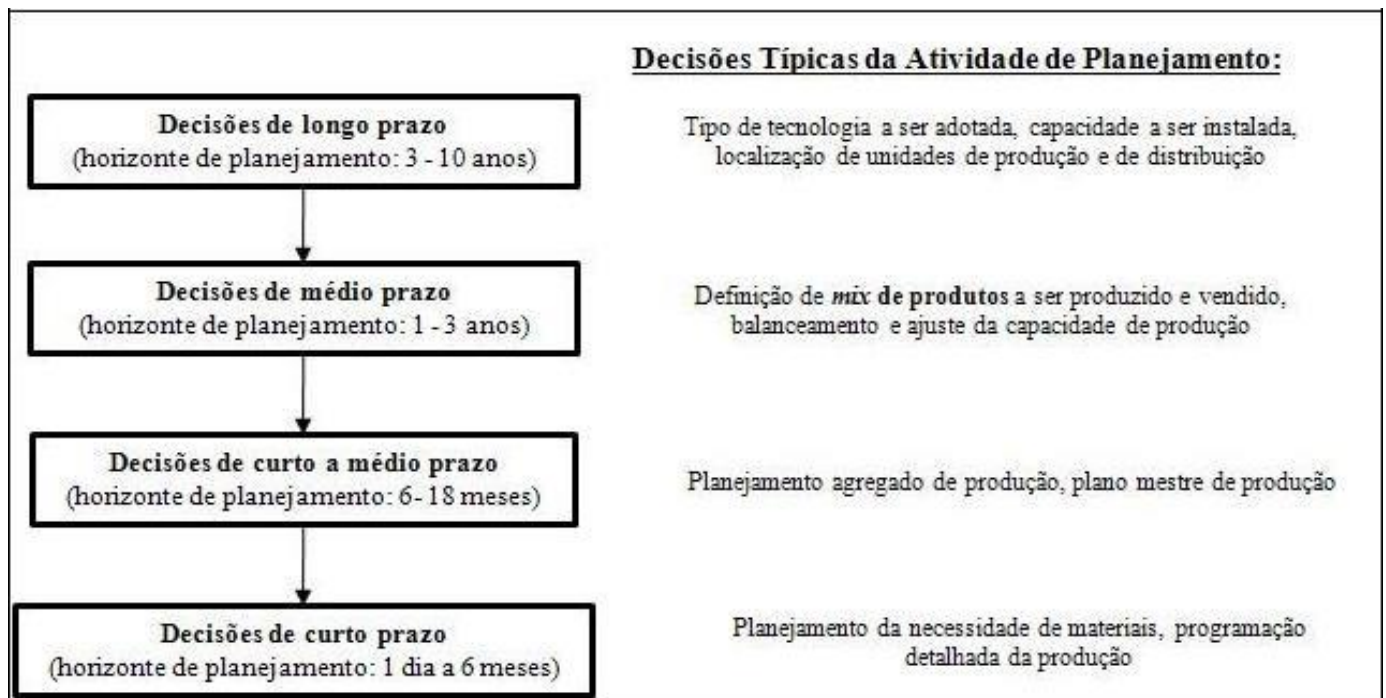 Decisões Típicas da Atividade de Planejamento:
Decisões de longo prazo
(horizonte de planejamento: 3 - 10 anos)
Tipo de tecnologia a ser adotada, capacidade a ser instalada,
localização de unidades de produção e de distribuição
Decisões de médio prazo
(horizonte de planejamento: 1 - 3 anos)
Definição de mix de produtos a ser produzido e vendido,
balanceamento e ajuste da capacidade de produção
Decisões de curto a médio prazo
(horizonte de planejamento: 6- 18 meses)
Planejamento agregado de produção, plano mestre de produção
Decisões de curto prazo
(horizonte de planejamento: 1 dia a 6 meses)
Planejamento da necessidade de materiais, programação
detalhada da produção